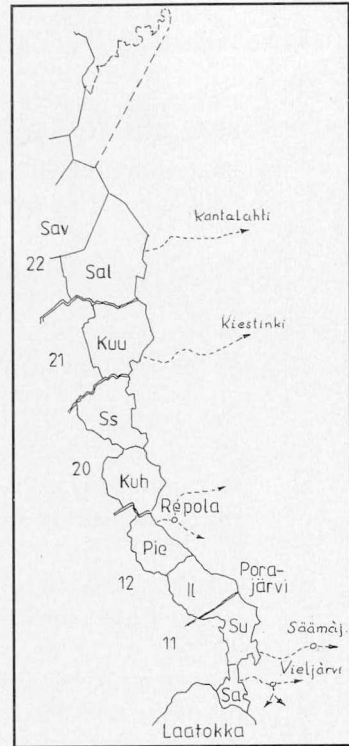 Kantalahti
Sav
22
Sal
Kiestinki
Kuu
21
Ss
20
Kuh
Repola
Pie
Pora-
järvi
12
Il
Su
Säämäj.
11
Vieljärvi
Sa
Laatokka